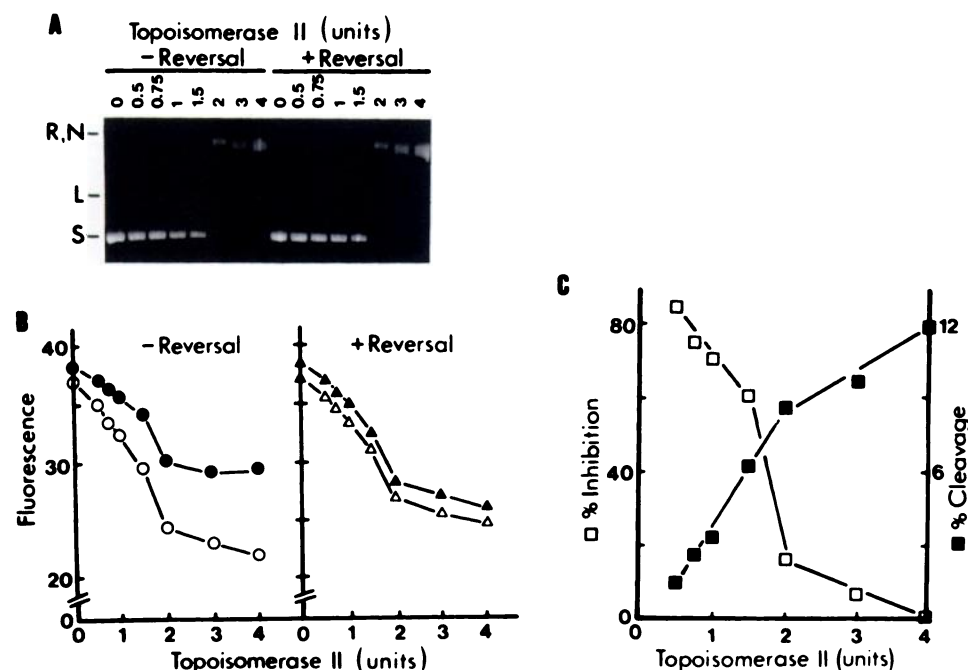 A
Topoisomerase II (units)
−Reversal +Reversal
0 0.5 0.75 1 1.5 2 3 4 0 0.5 0.75 1 1.5 2 3 4
R,N
L
S
B
−Reversal +Reversal
40
30
20
0
Fluorescence
0 1 2 3 4 0 1 2 3 4
Topoisomerase II (units)
C
80
40
0
□ % Inhibition
12
6
■ % Cleavage
0 1 2 3 4
Topoisomerase II (units)